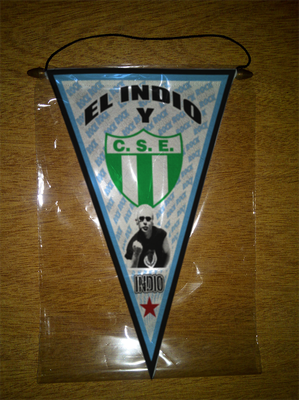 EL INDIO
Y
C. S. E.
INDIO